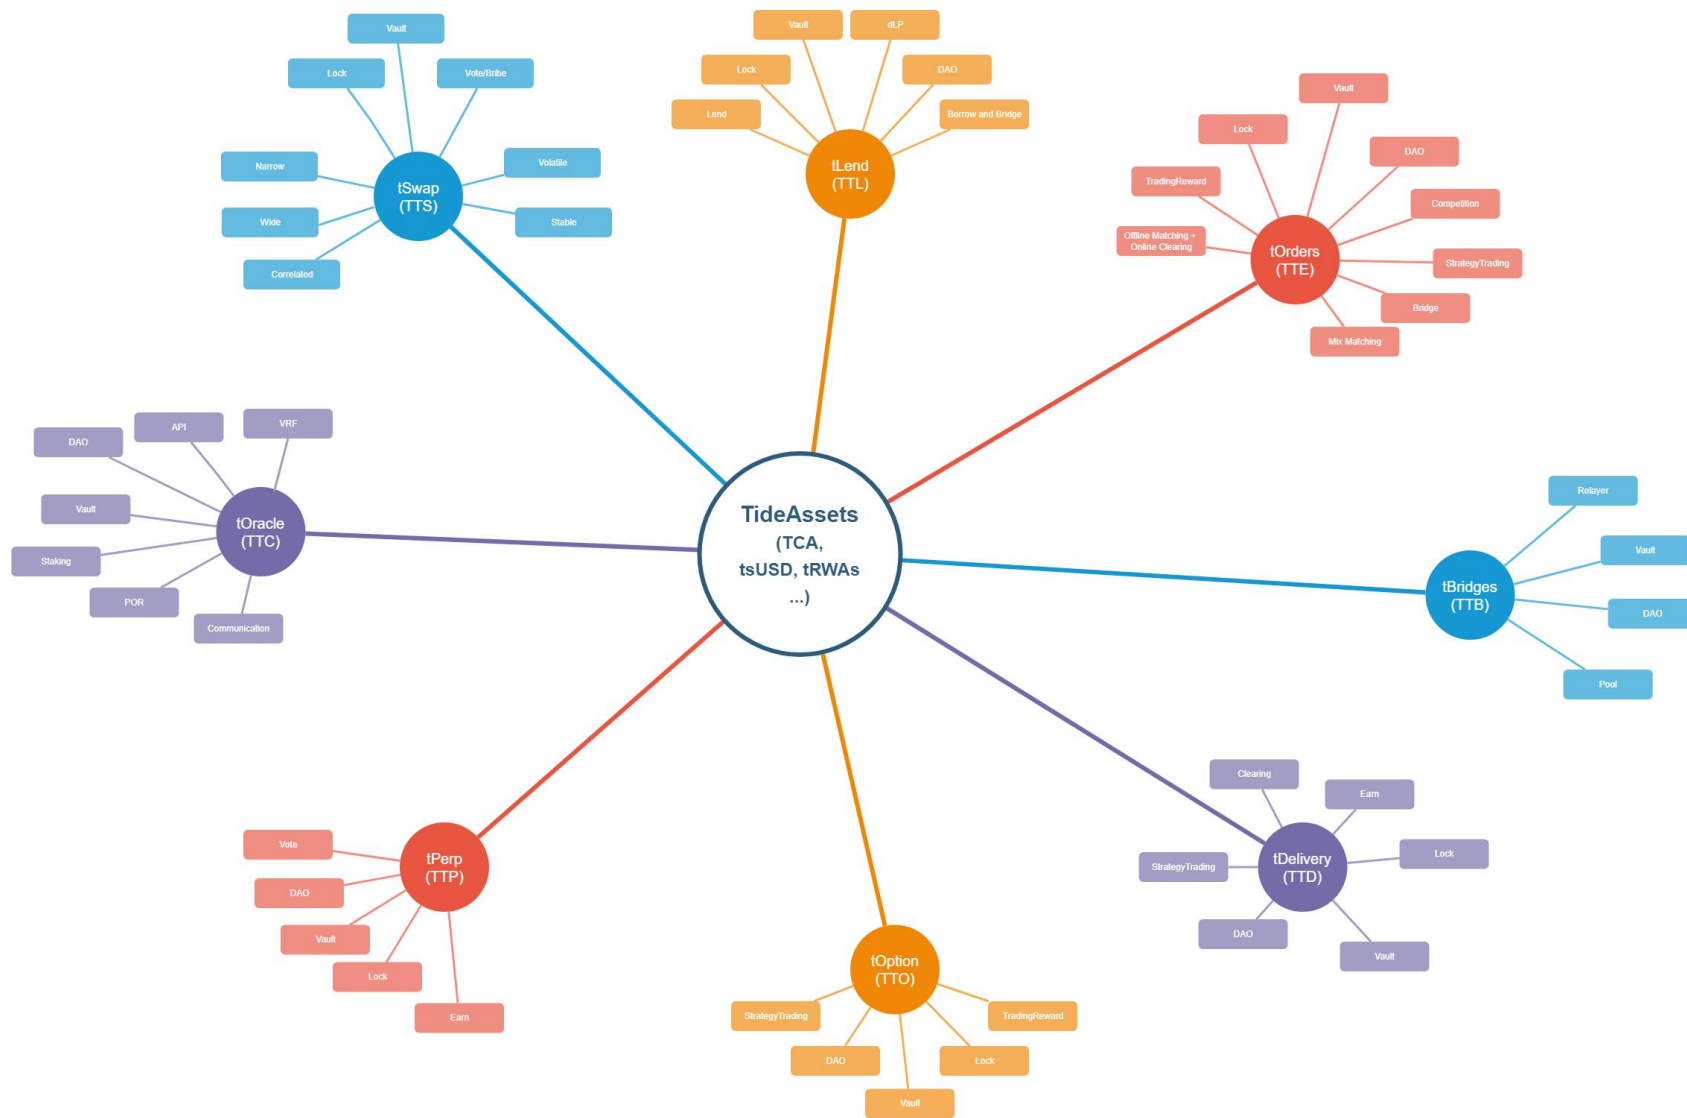 Vault
Lock
Vote/Bribe
Narrow
Volatile
Wide
Stable
Correlated
tSwap
(TTS)
Vault
dLP
Lock
DAO
Lend
Borrow and Bridge
tLend
(TTL)
Vault
Lock
DAO
TradingReward
Competition
Offline Matching +
Online Clearing
StrategyTrading
Bridge
Mix Matching
tOrders
(TTE)
DAO
API
VRF
Vault
Staking
POR
Communication
tOracle
(TTC)
TideAssets
(TCA,
tsUSD, tRWAs
...)
Relayer
Vault
DAO
Pool
tBridges
(TTB)
Vote
DAO
Vault
Lock
Earn
tPerp
(TTP)
StrategyTrading
TradingReward
DAO
Lock
Vault
tOption
(TTO)
Clearing
Earn
StrategyTrading
Lock
DAO
Vault
tDelivery
(TTD)